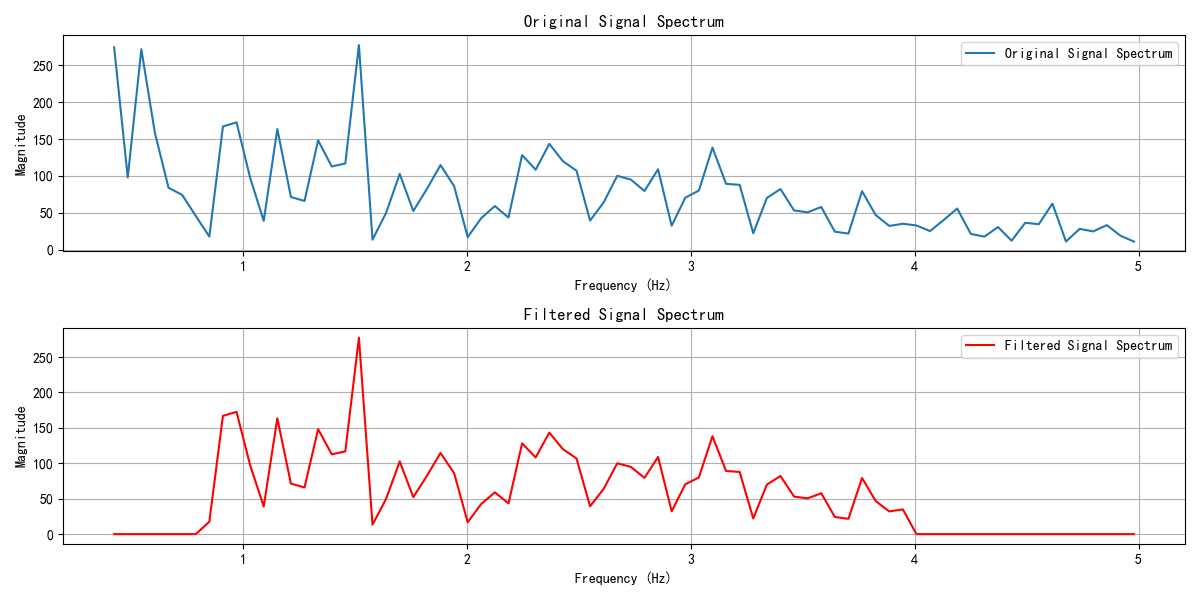 Original Signal Spectrum
Original Signal Spectrum
Magnitude
250
200
150
100
50
0
1 2 3 4 5
Frequency (Hz)
Filtered Signal Spectrum
Filtered Signal Spectrum
Magnitude
250
200
150
100
50
0
1 2 3 4 5
Frequency (Hz)